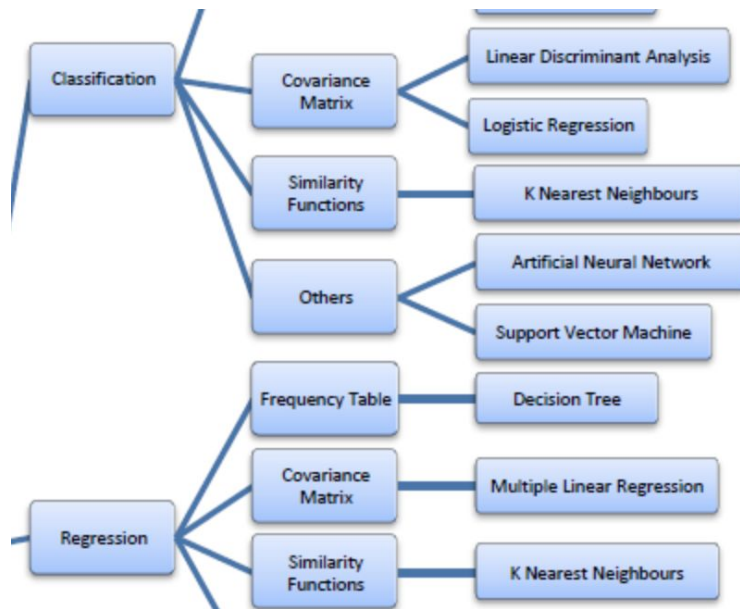 Classification
Covariance
Matrix
Linear Discriminant Analysis
Logistic Regression
Similarity
Functions
K Nearest Neighbours
Others
Artificial Neural Network
Support Vector Machine
Regression
Frequency Table
Decision Tree
Covariance
Matrix
Multiple Linear Regression
Similarity
Functions
K Nearest Neighbours